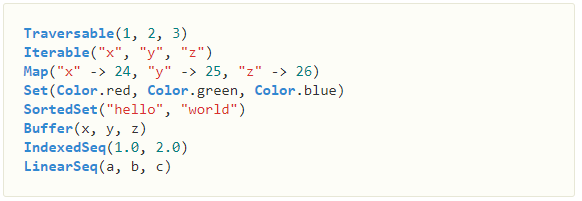 Traversable(1, 2, 3)
Iterable("x", "y", "z")
Map("x" -> 24, "y" -> 25, "z" -> 26)
Set(Color.red, Color.green, Color.blue)
SortedSet("hello", "world")
Buffer(x, y, z)
IndexedSeq(1.0, 2.0)
LinearSeq(a, b, c)